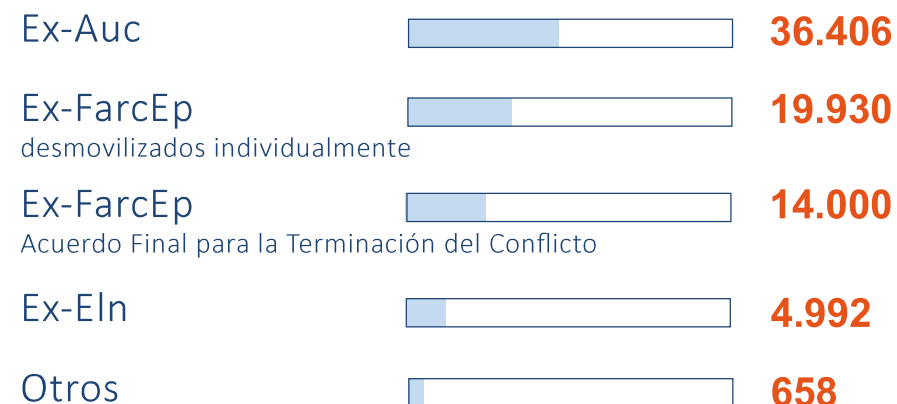 Ex-Auc 36.406
Ex-FarcEp 19.930
desmovilizados individualmente
Ex-FarcEp 14.000
Acuerdo Final para la Terminación del Conflicto
Ex-Eln 4.992
Otros 658